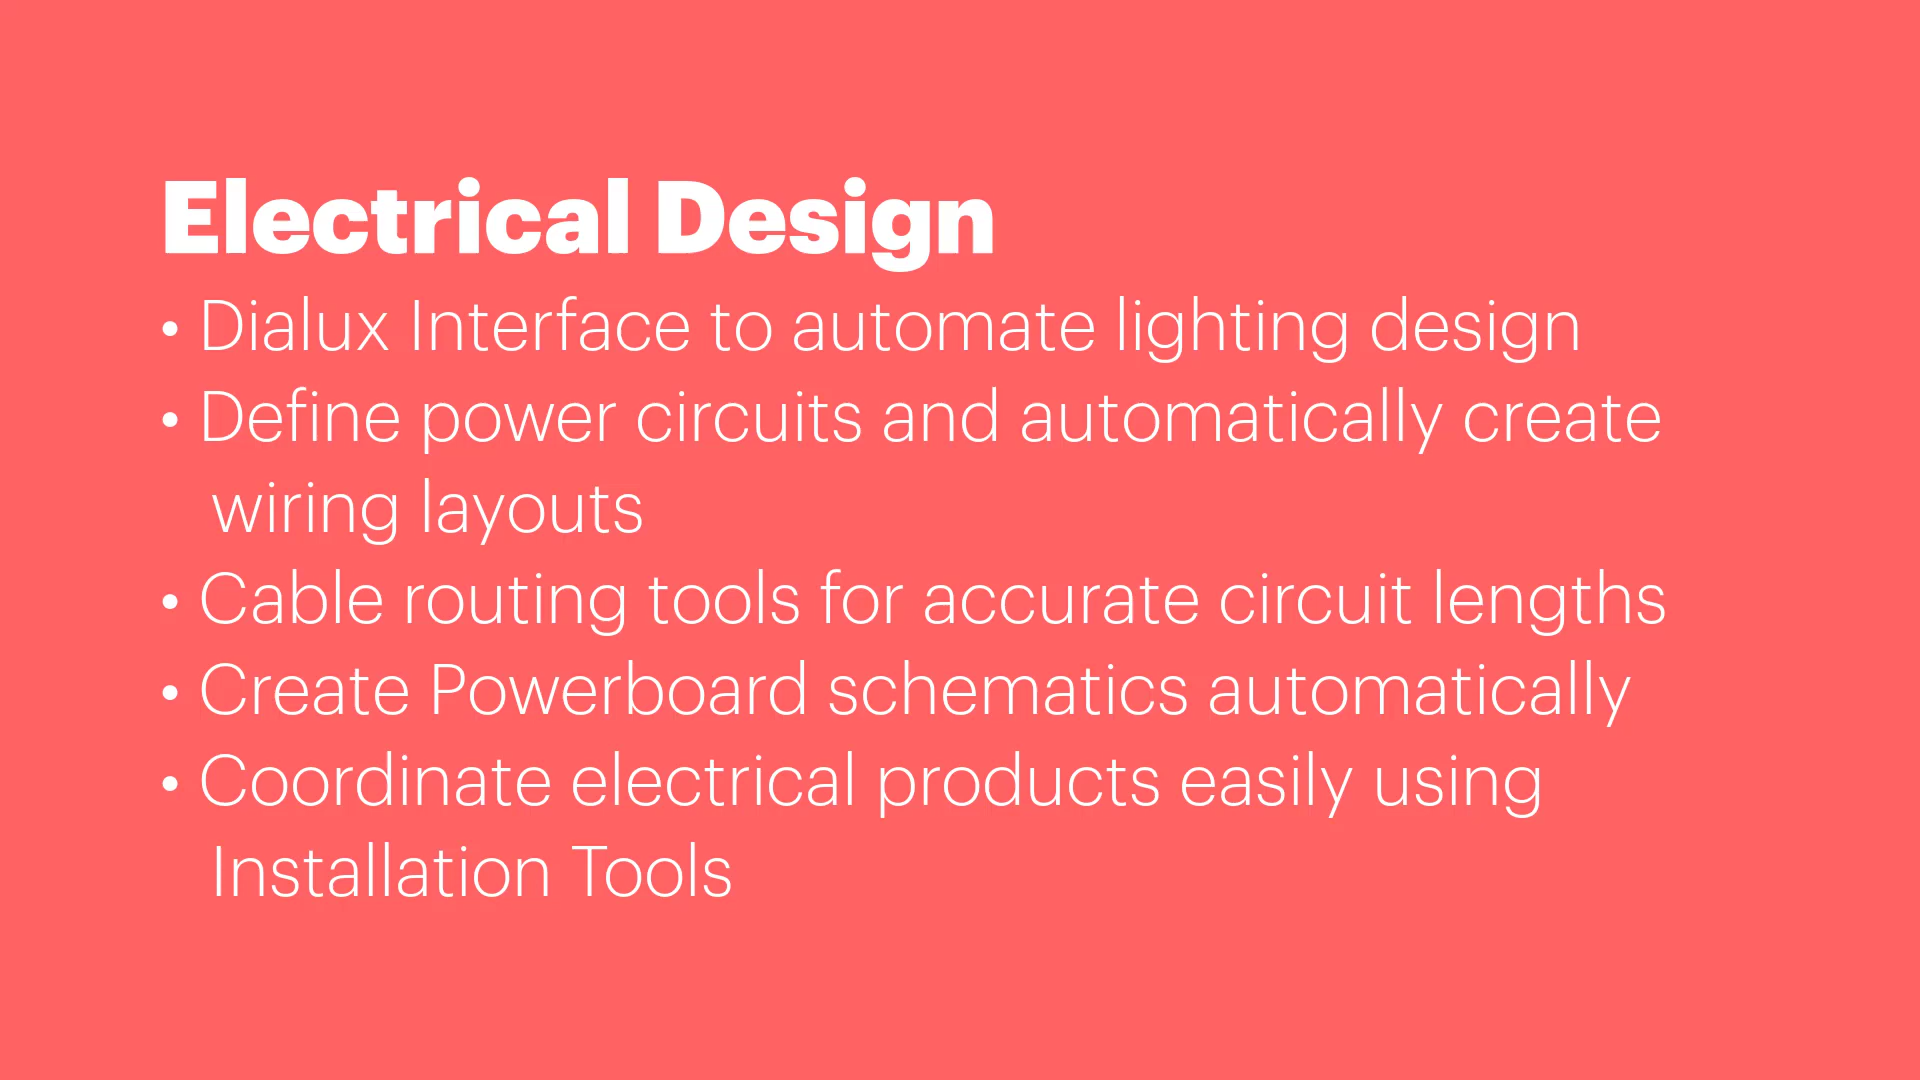 Electrical Design
• Dialux Interface to automate lighting design
• Define power circuits and automatically create
wiring layouts
• Cable routing tools for accurate circuit lengths
• Create Powerboard schematics automatically
• Coordinate electrical products easily using
Installation Tools